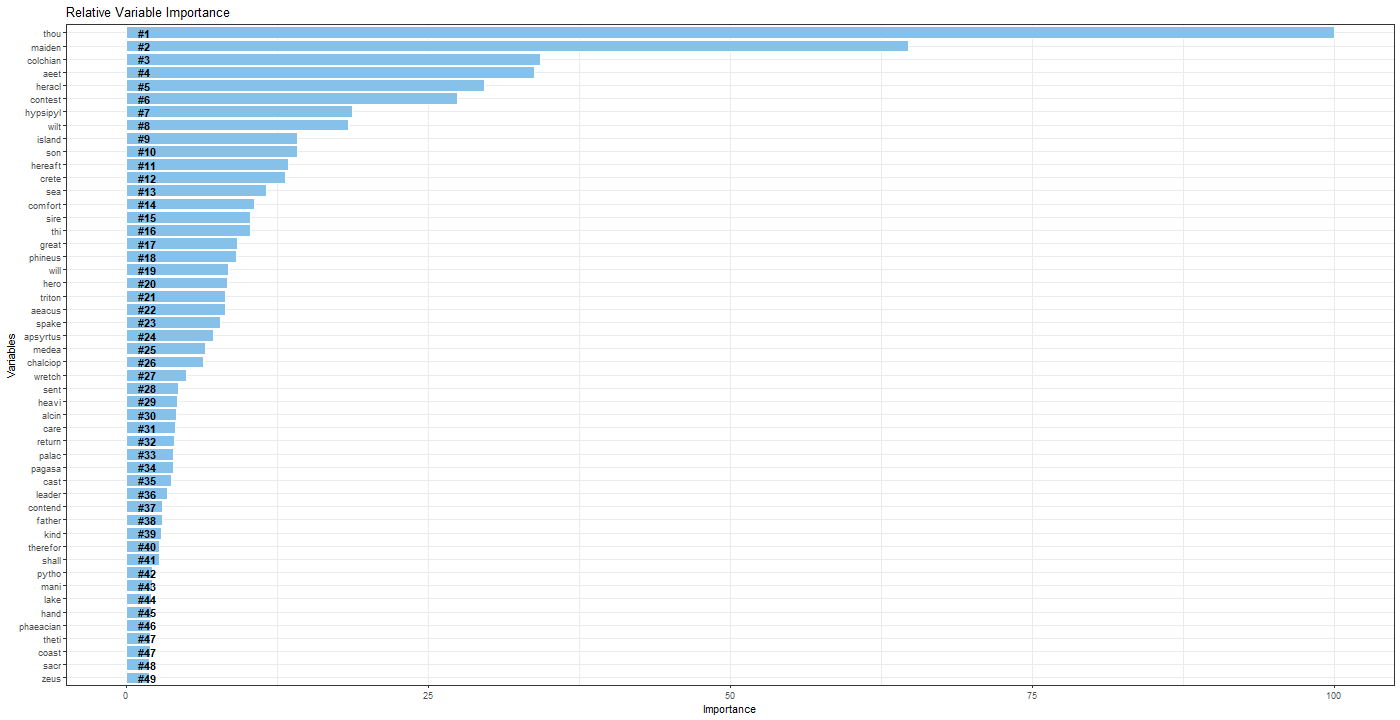 Relative Variable Importance
thou #1
maiden #2
colchian #3
aeet #4
heracl #5
contest #6
hypsipyl #7
wilt #8
island #9
son #10
hereaft #11
crete #12
sea #13
comfort #14
sire #15
thi #16
great #17
phineus #18
will #19
hero #20
triton #21
aeacus #22
spake #23
apsyrtus #24
medea #25
chalciop #26
wretch #27
sent #28
heavi #29
alcin #30
care #31
return #32
palac #33
pagasa #34
cast #35
leader #36
contend #37
father #38
kind #39
therefor #40
shall #41
pytho #42
mani #43
lake #44
hand #45
phaeacian #46
theti #47
coast #47
sacr #48
zeus #49
0 25 50 75 100
Importance
Variables